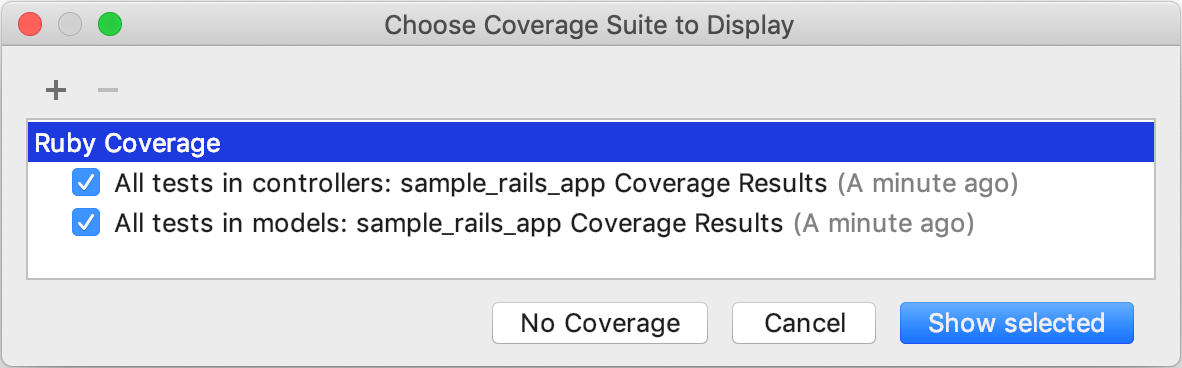 Choose Coverage Suite to Display
Ruby Coverage
All tests in controllers: sample_rails_app Coverage Results (A minute ago)
All tests in models: sample_rails_app Coverage Results (A minute ago)
No Coverage Cancel Show selected